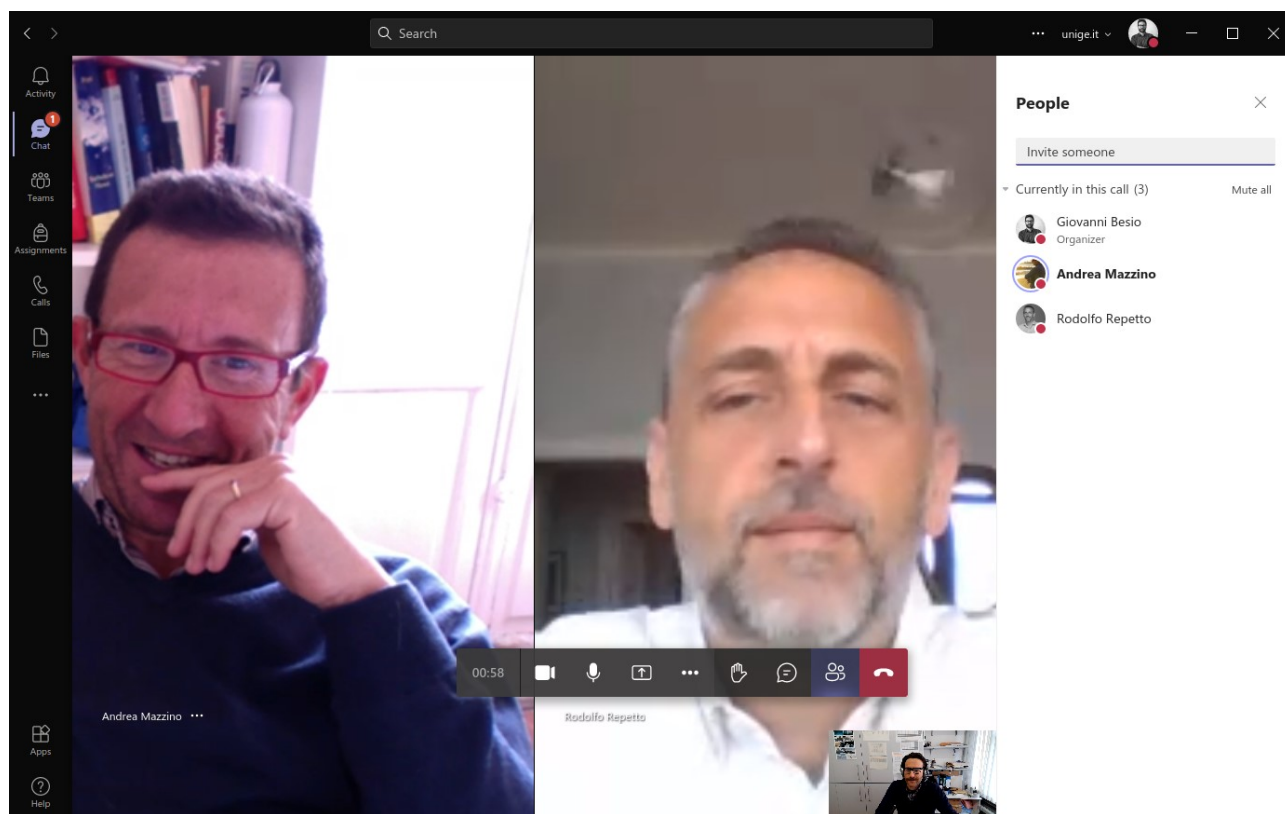 Search
unige.it
Activity
1
Chat
Teams
Assignments
Calls
Files
Apps
Help
00:58
Andrea Mazzino
Rodolfo Repetto
People
Invite someone
Currently in this call (3)
Mute all
Giovanni Besio
Organizer
Andrea Mazzino
Rodolfo Repetto